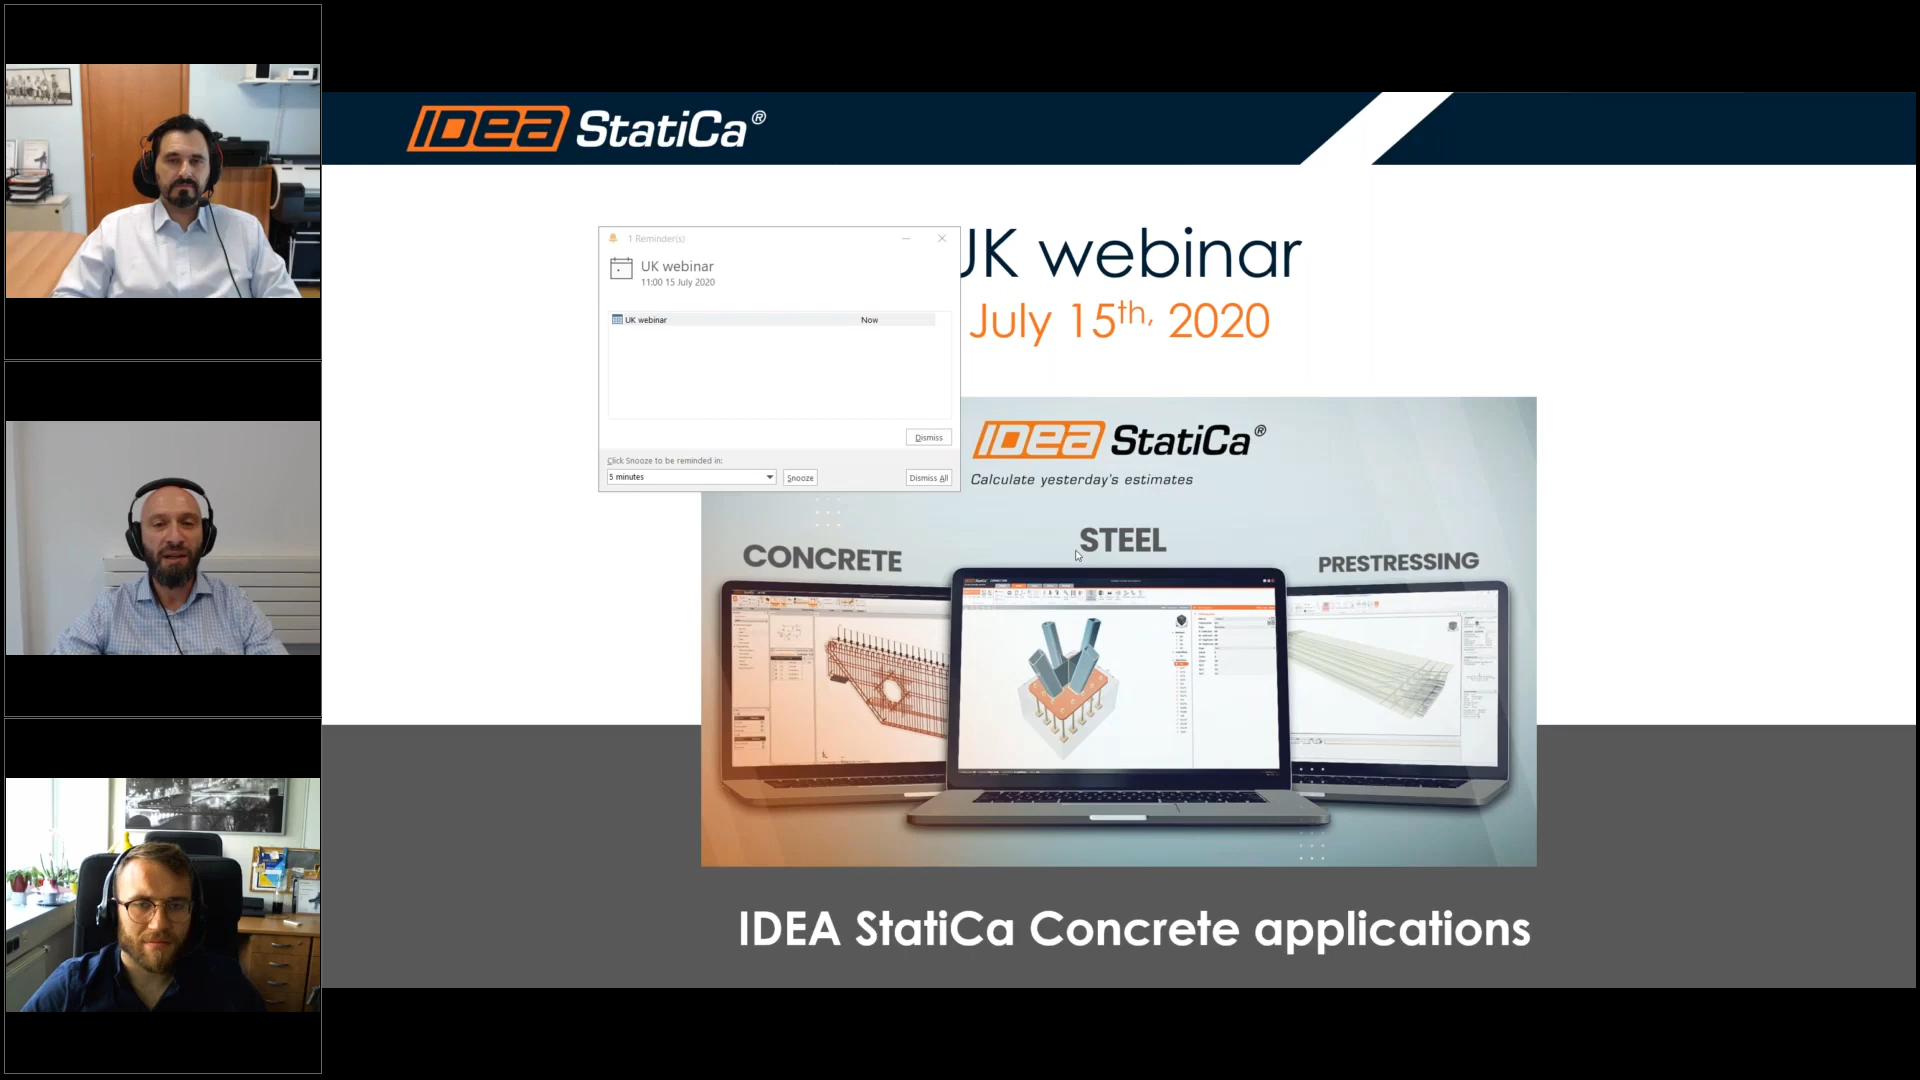 IDEA StatiCa®
UK webinar
July 15th, 2020
1 Reminder(s)
UK webinar
11:00 15 July 2020
UK webinar Now
Dismiss
Click Snooze to be reminded in:
5 minutes
Snooze
Dismiss All
IDEA StatiCa®
Calculate yesterday's estimates
CONCRETE
STEEL
PRESTRESSING
IDEA StatiCa Concrete applications